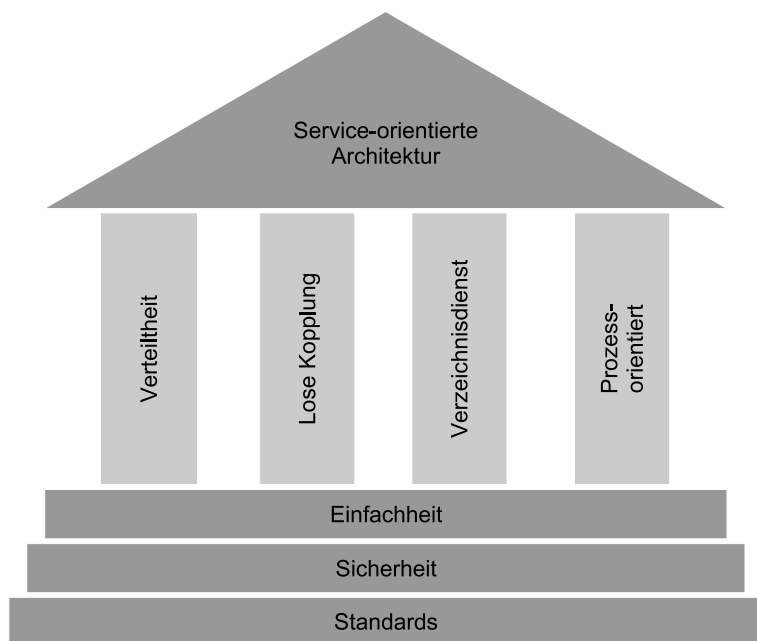 Service-orientierte
Architektur
Verteiltheit
Lose Kopplung
Verzeichnisdienst
Prozess-
orientiert
Einfachheit
Sicherheit
Standards